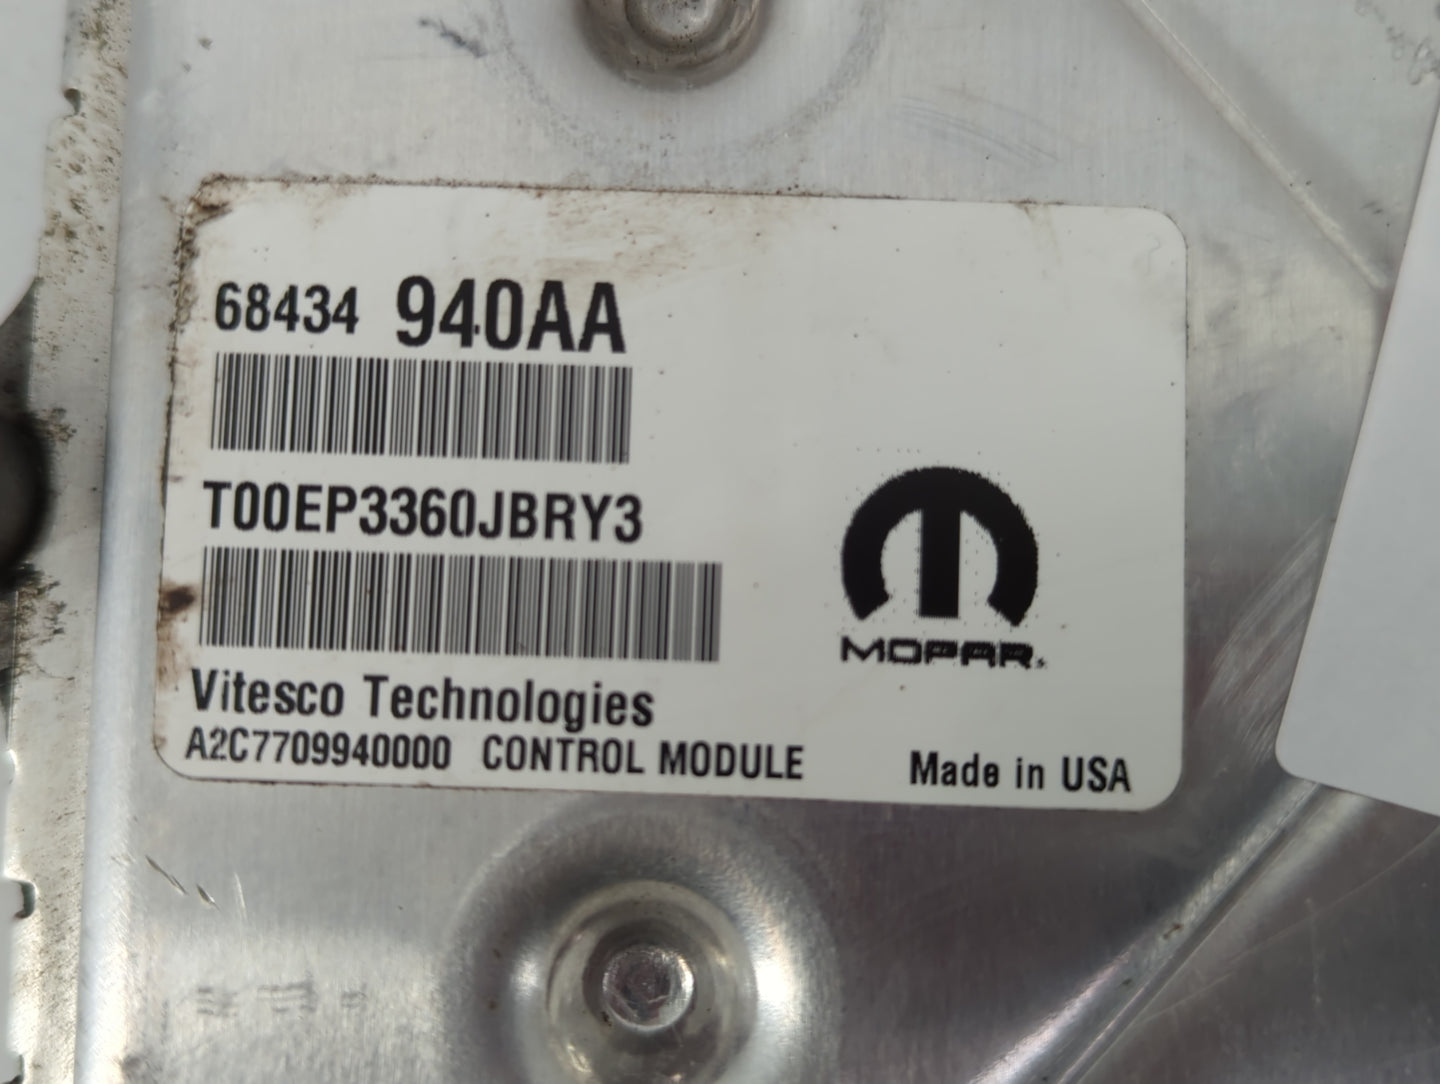 68434 940AA
T00EP3360JBRY3
MOPAR
Vitesco Technologies
A2C7709940000 CONTROL MODULE
Made in USA